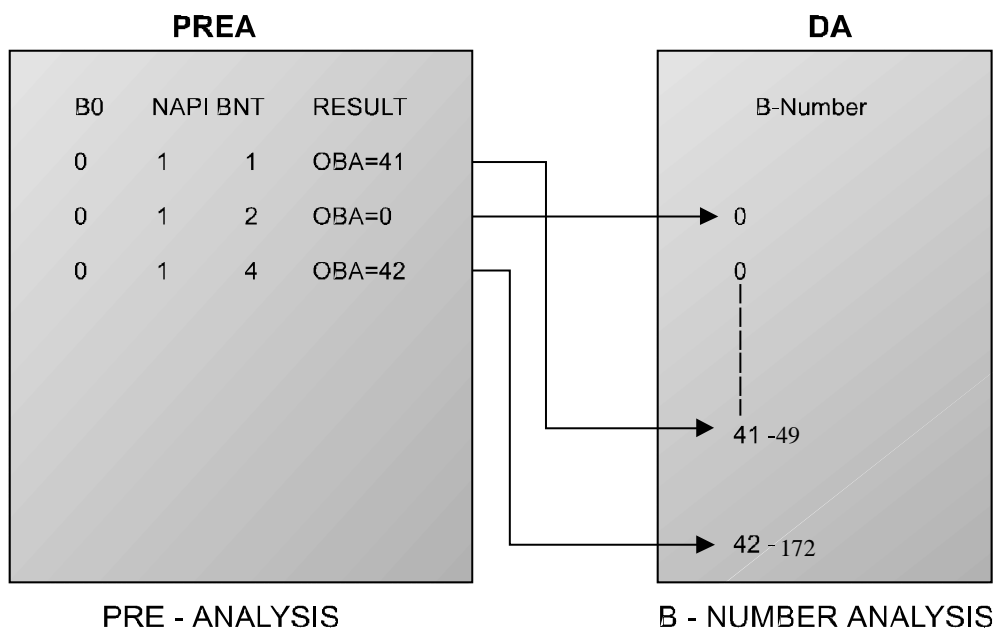 PREA
DA
B0 NAPI BNT RESULT
0 1 1 OBA=41
0 1 2 OBA=0
0 1 4 OBA=42
B-Number
0
0
41 -49
42 - 172
PRE - ANALYSIS
B - NUMBER ANALYSIS